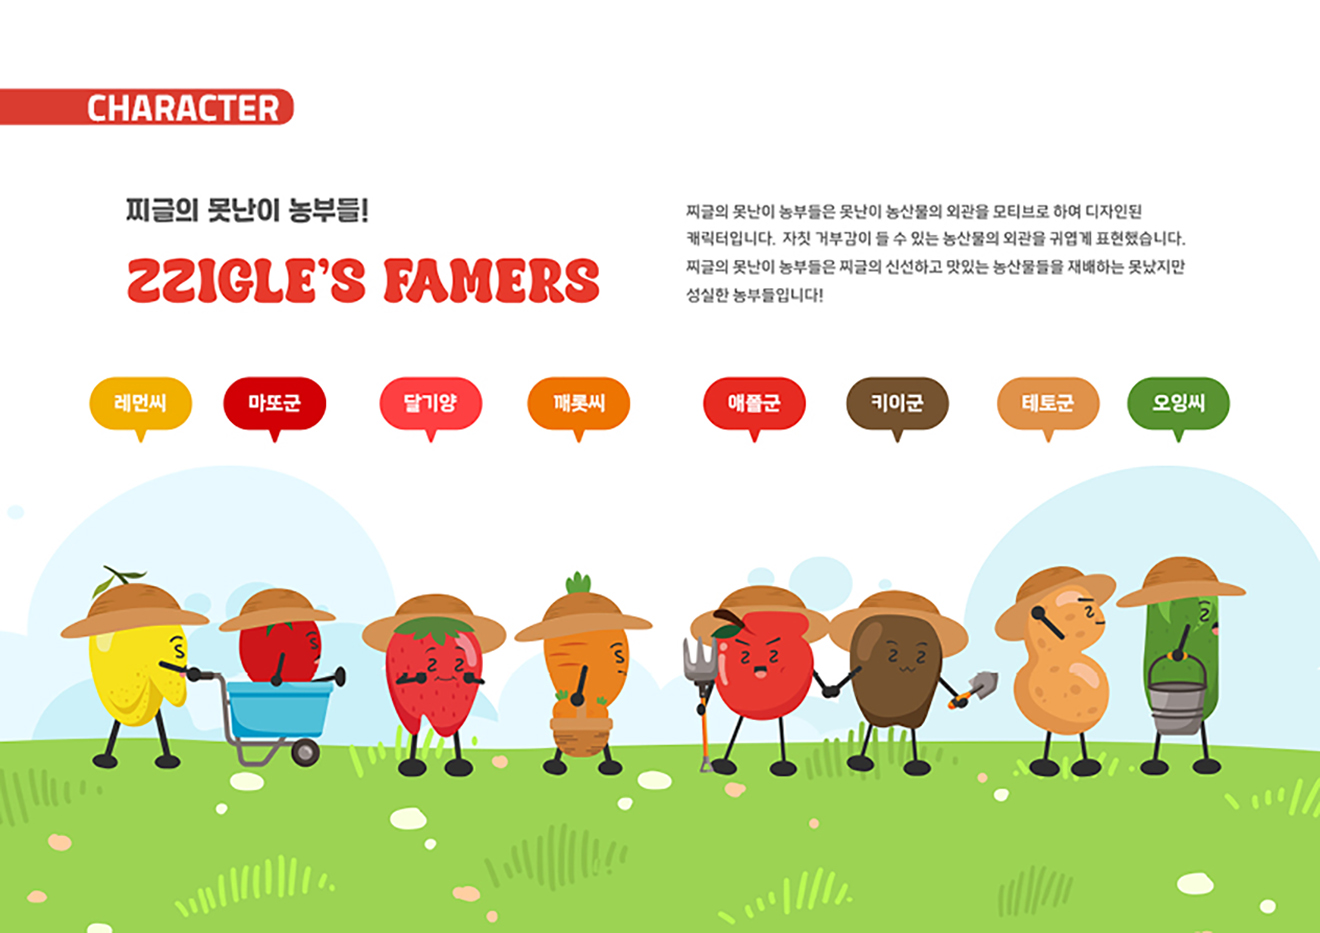 CHARACTER
찌글의 못난이 농부들!
ZZIGLE'S FAMERS
찌글의 못난이 농부들은 못난이 농산물의 외관을 모티브로 하여 디자인된
캐릭터입니다. 자칫 거부감이 들 수 있는 농산물의 외관을 귀엽게 표현했습니다.
찌글의 못난이 농부들은 찌글의 신선하고 맛있는 농산물들을 재배하는 못났지만
성실한 농부들입니다!
레먼씨
마또군
달기양
깨롯씨
애쁠군
키이군
테토군
오잉씨